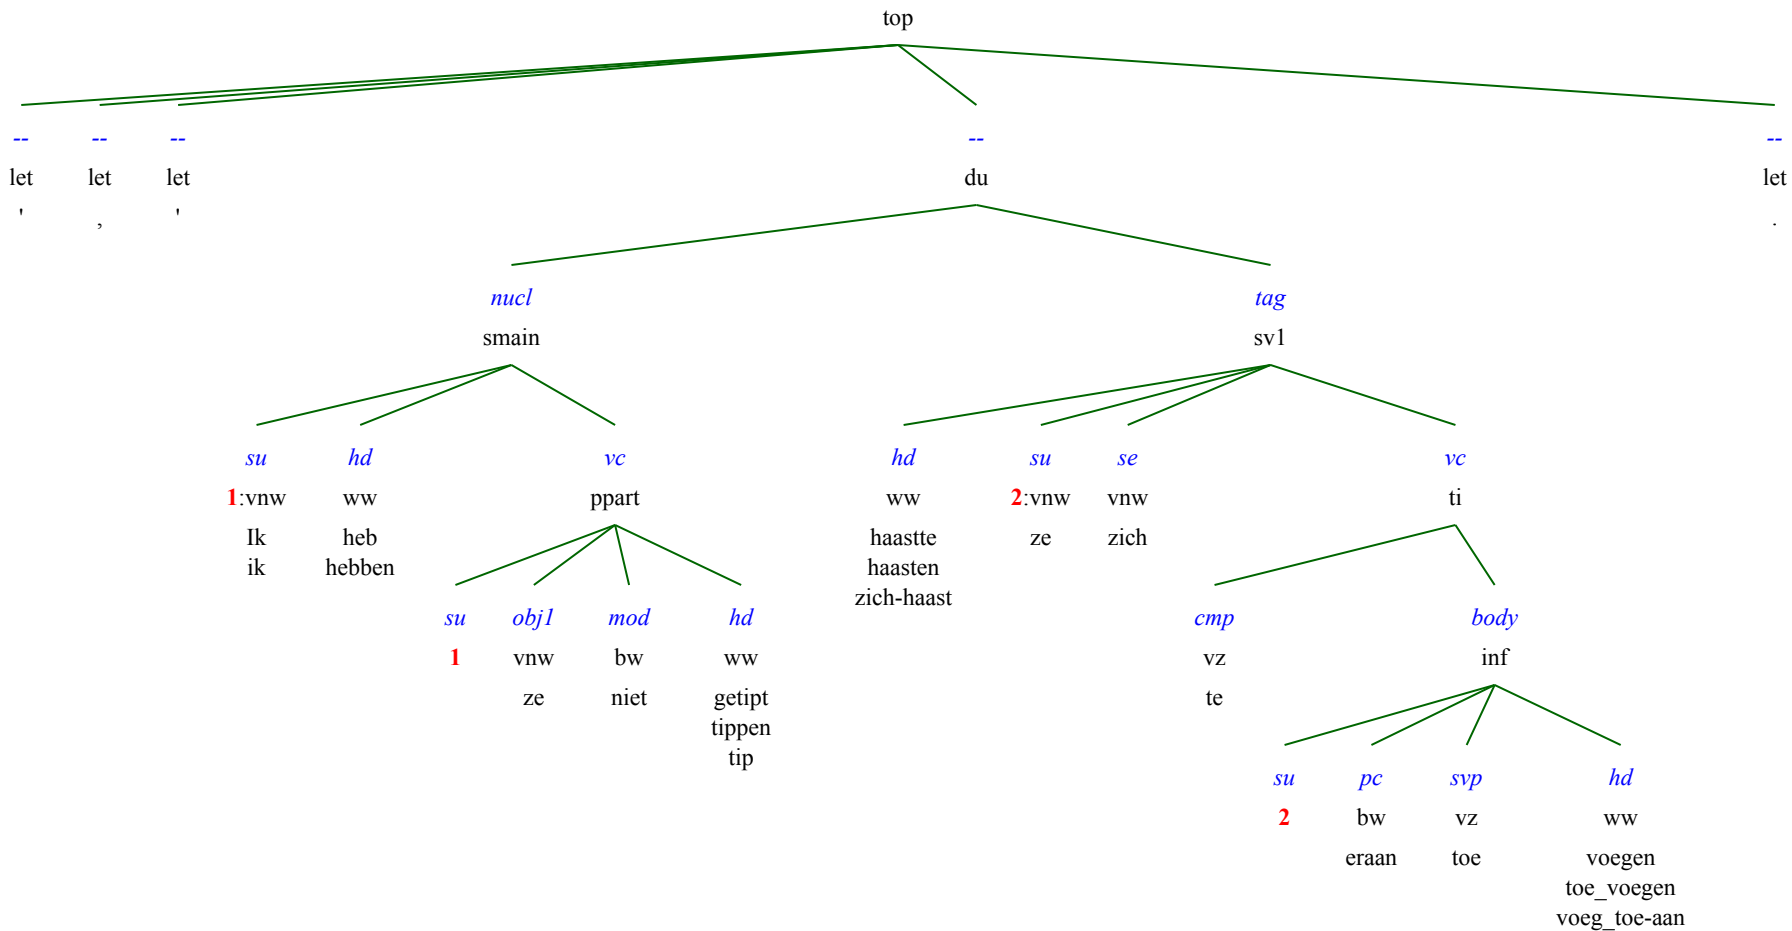 top
-- -- -- -- --
let let let du let
' , ' .
nucl tag
smain sv1
su hd vc hd su se vc
1:vnw ww ppart ww 2:vnw vnw ti
Ik heb haastte ze zich
ik hebben haasten
zich-haast
su obj1 mod hd cmp body
1 vnw bw ww vz inf
ze niet getipt te
tippen
tip
su pc svp hd
2 bw vz ww
eraan toe voegen
toe_voegen
voeg_toe-aan